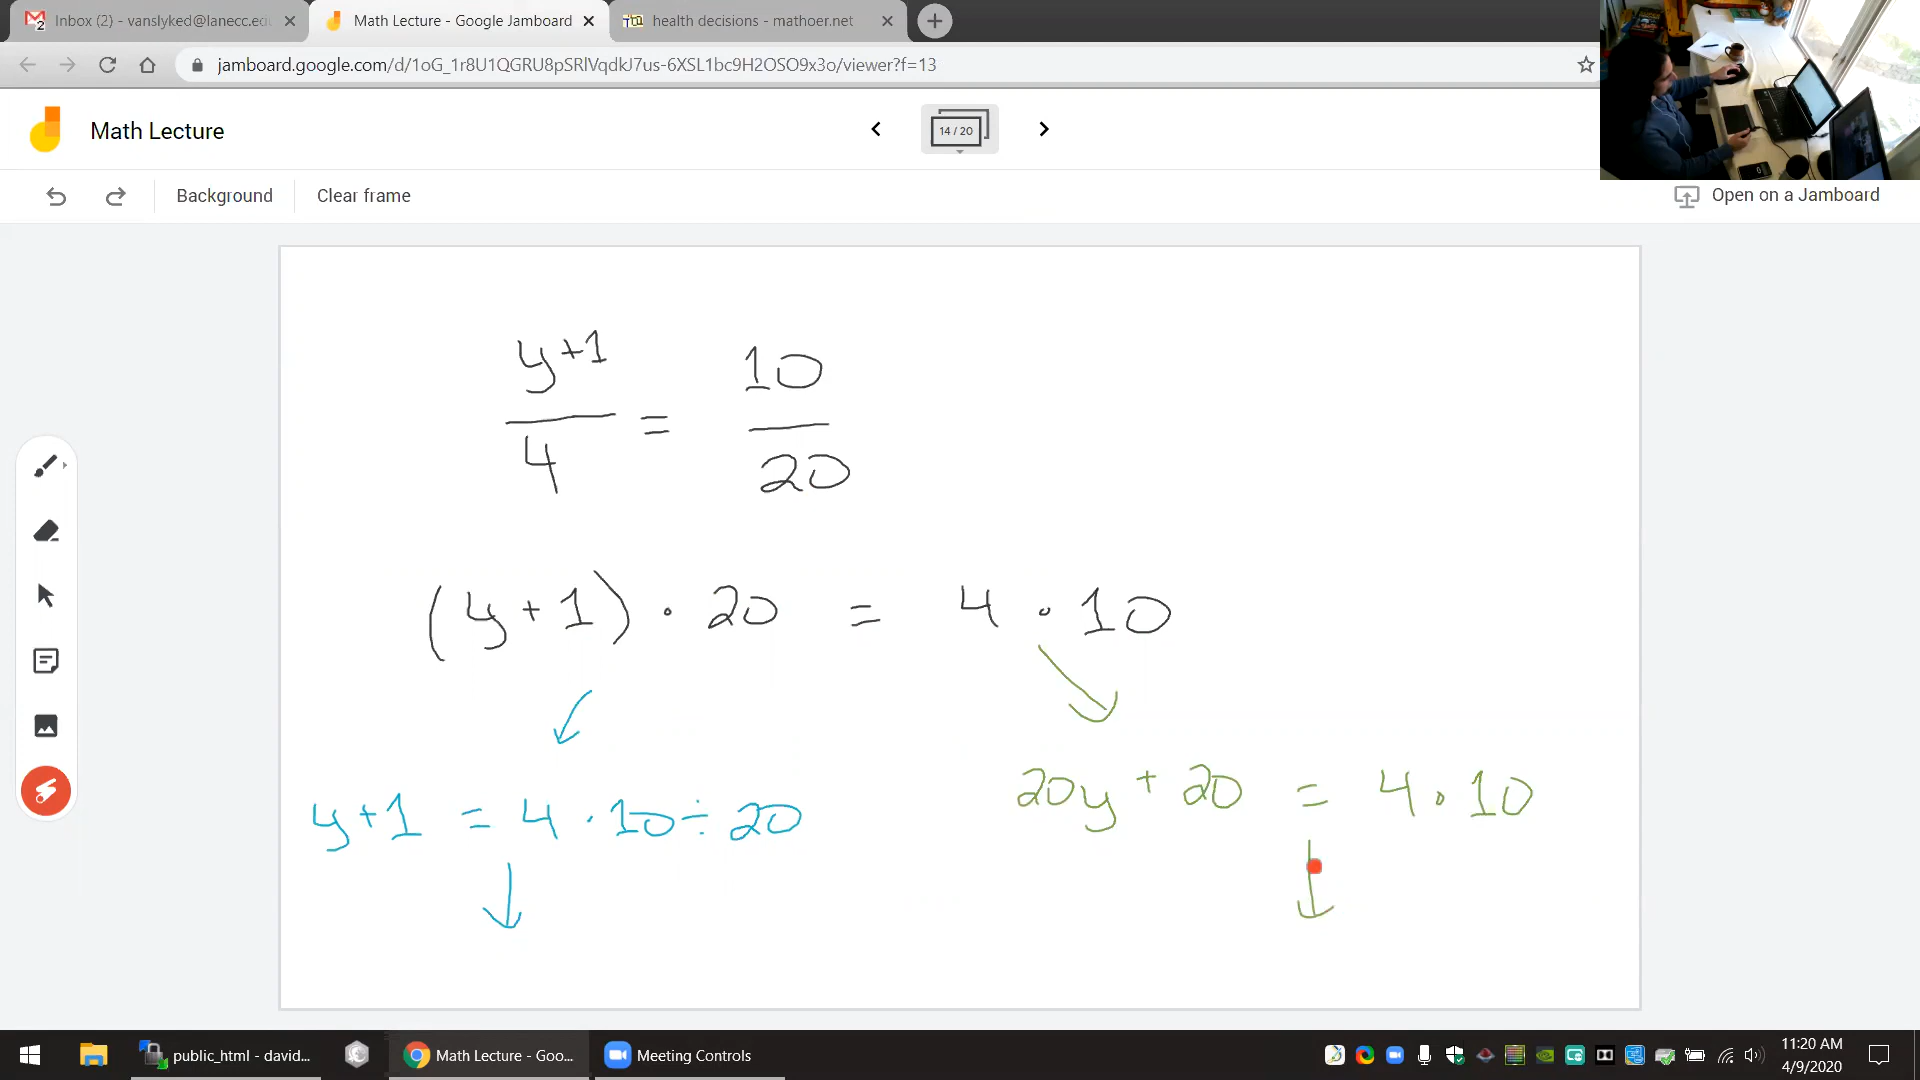 Inbox (2) - vanslyked@lanecc.edu
Math Lecture - Google Jamboard
health decisions - mathoer.net
jamboard.google.com/d/1oG_1r8U1QGRU8pSRlVqdkJ7us-6XSL1bc9H2OSO9x3o/viewer?f=13
Math Lecture
14 / 20
Background
Clear frame
Open on a Jamboard
y+1 10
— = —
4 20
(y+1) · 20 = 4 · 10
y+1 = 4 · 10 ÷ 20
20y + 20 = 4 · 10
public_html - david...
Math Lecture - Goo...
Meeting Controls
11:20 AM
4/9/2020